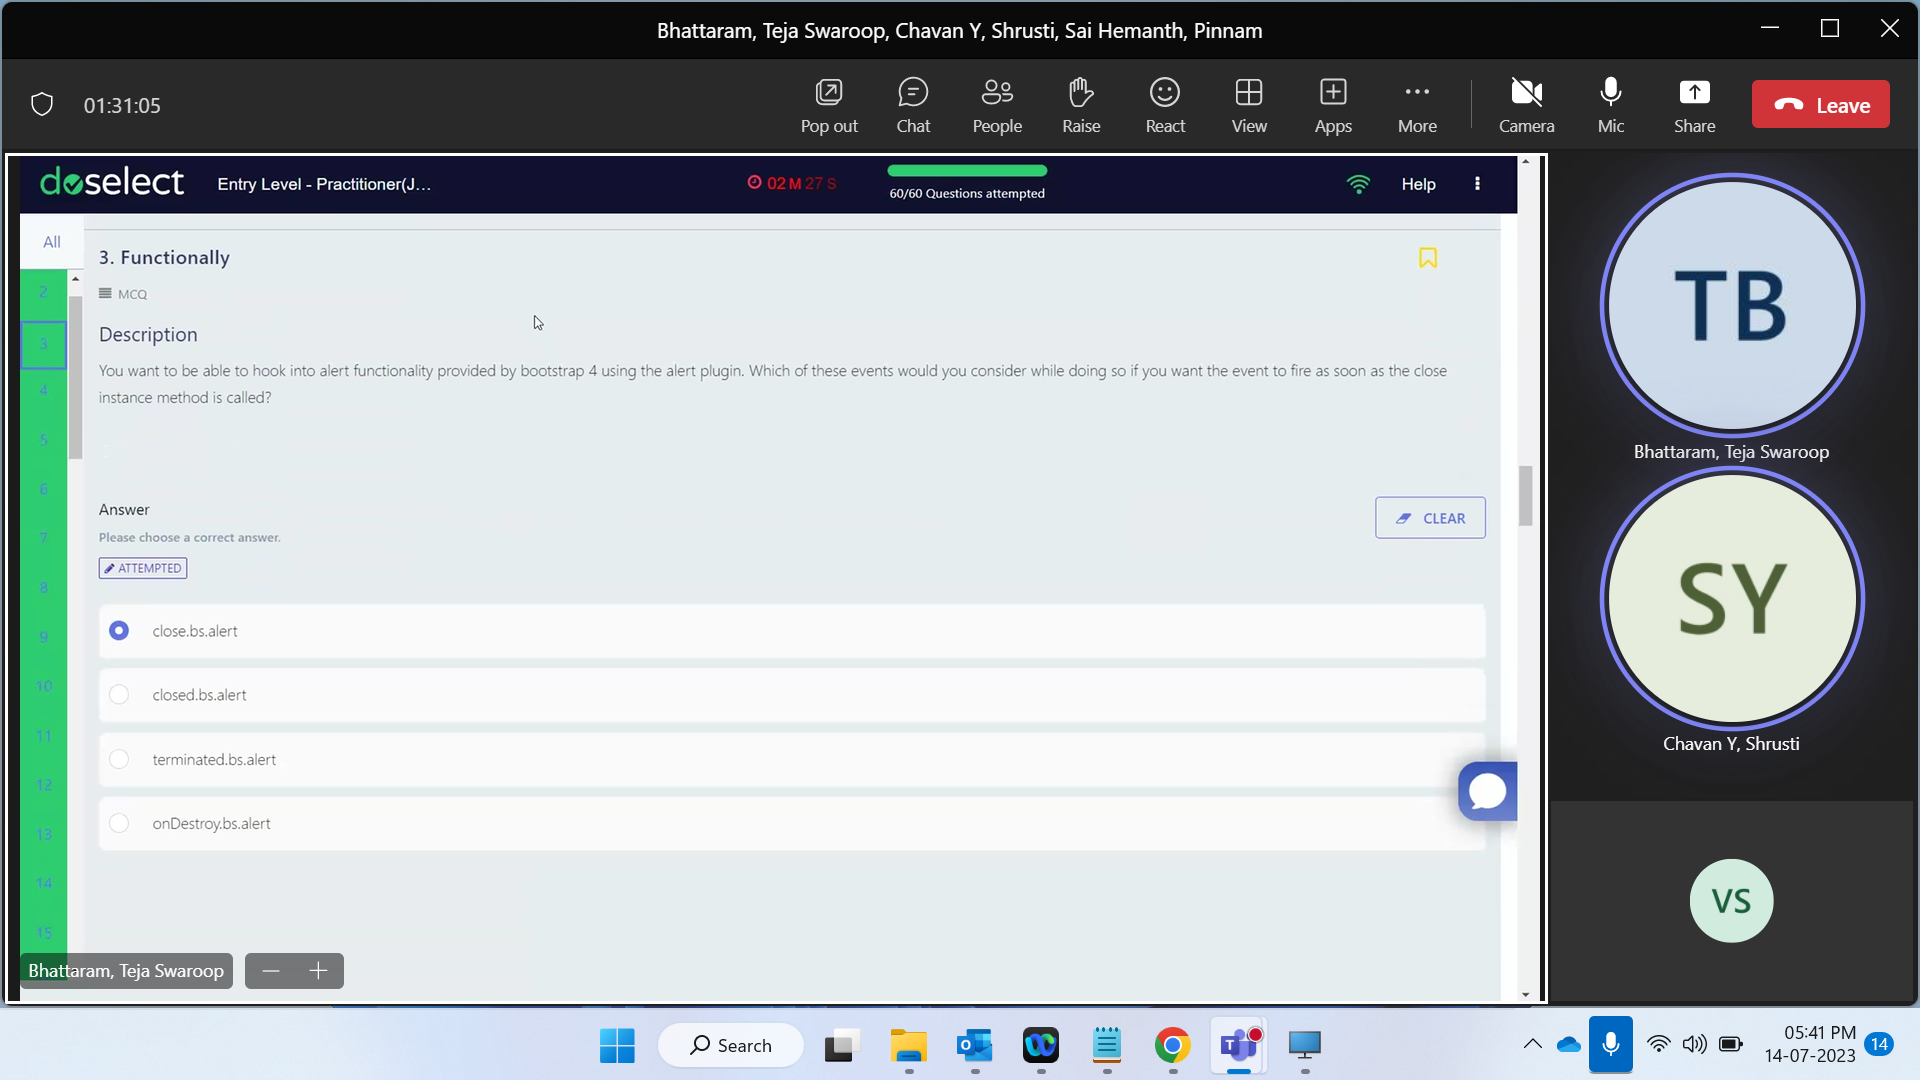 Bhattaram, Teja Swaroop, Chavan Y, Shrusti, Sai Hemanth, Pinnam
01:31:05
Pop out
Chat
People
Raise
React
View
Apps
More
Camera
Mic
Share
Leave
doselect
Entry Level - Practitioner(J...
02 M 27 S
60/60 Questions attempted
Help
All
2
3
4
5
6
7
8
9
10
11
12
13
14
15
3. Functionally
MCQ
Description
You want to be able to hook into alert functionality provided by bootstrap 4 using the alert plugin. Which of these events would you consider while doing so if you want the event to fire as soon as the close
instance method is called?
Answer
Please choose a correct answer.
ATTEMPTED
CLEAR
close.bs.alert
closed.bs.alert
terminated.bs.alert
onDestroy.bs.alert
Bhattaram, Teja Swaroop
TB
Bhattaram, Teja Swaroop
SY
Chavan Y, Shrusti
VS
Search
05:41 PM
14-07-2023
14